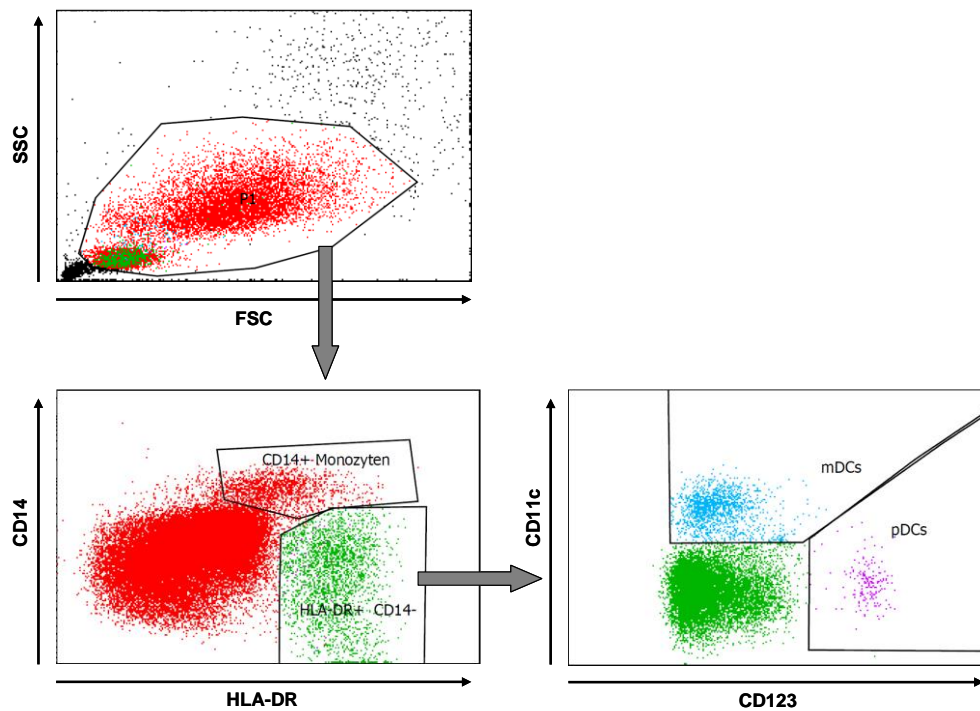 SSC
P1
FSC
CD14
CD14+ Monozyten
HLA-DR+ CD14-
HLA-DR
CD11c
mDCs
pDCs
CD123